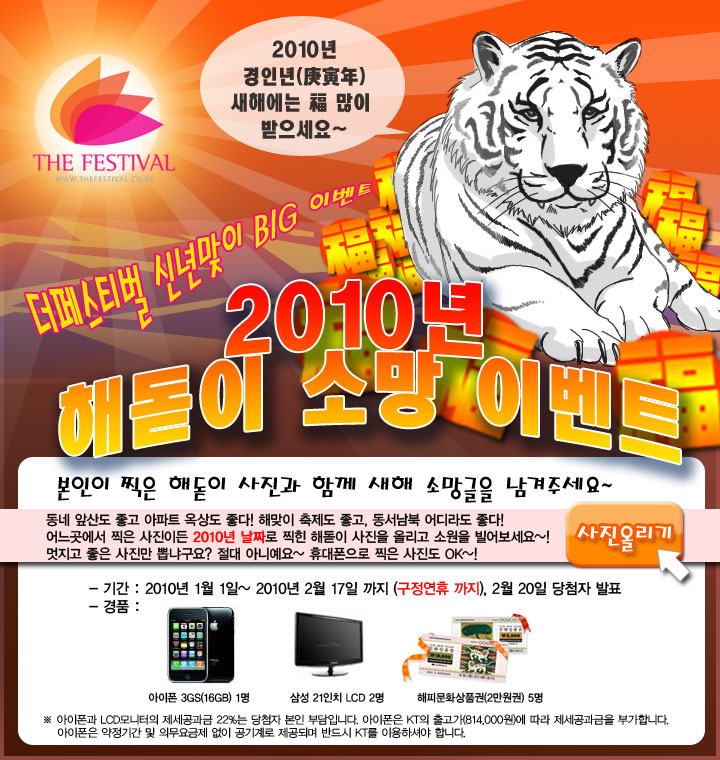 2010년
경인년(庚寅年)
새해에는 福 많이
받으세요~
THE FESTIVAL
WWW.THEFESTIVAL.CO.KR
福
福
福
福
더페스티벌 신년맞이 BIG 이벤트
2010년
해돋이 소망 이벤트
본인이 찍은 해돋이 사진과 함께 새해 소망글을 남겨주세요~
동네 앞산도 좋고 아파트 옥상도 좋다! 해맞이 축제도 좋고, 동서남북 어디라도 좋다!
어느곳에서 찍은 사진이든 2010년 날짜로 찍힌 해돋이 사진을 올리고 소원을 빌어보세요~!
멋지고 좋은 사진만 뽑냐구요? 절대 아니예요~ 휴대폰으로 찍은 사진도 OK~!
사진올리기
- 기간 : 2010년 1월 1일~ 2010년 2월 17일 까지 (구정연휴 까지), 2월 20일 당첨자 발표
- 경품 :
아이폰 3GS(16GB) 1명
삼성 21인치 LCD 2명
해피문화상품권(2만원권) 5명
※ 아이폰과 LCD모니터의 제세공과금 22%는 당첨자 본인 부담입니다. 아이폰은 KT의 출고가(814,000원)에 따라 제세공과금을 부가합니다.
아이폰은 약정기간 및 의무요금제 없이 공기계로 제공되며 반드시 KT를 이용하셔야 합니다.